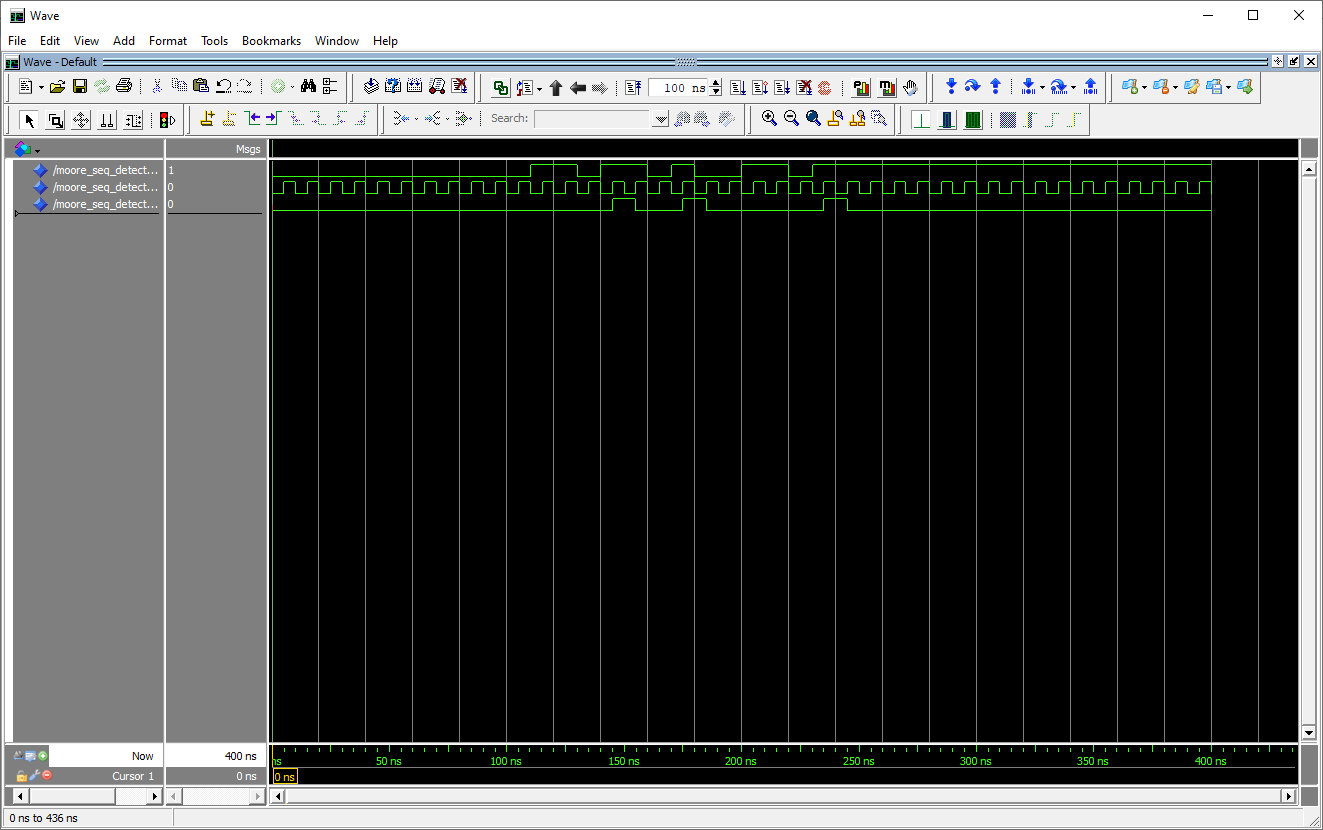 Wave
File Edit View Add Format Tools Bookmarks Window Help
Wave - Default
100 ns
Search:
Msgs
/moore_seq_detect... 1
/moore_seq_detect... 0
/moore_seq_detect... 0
Now 400 ns
ns 50 ns 100 ns 150 ns 200 ns 250 ns 300 ns 350 ns 400 ns
Cursor 1 0 ns
0 ns
0 ns to 436 ns